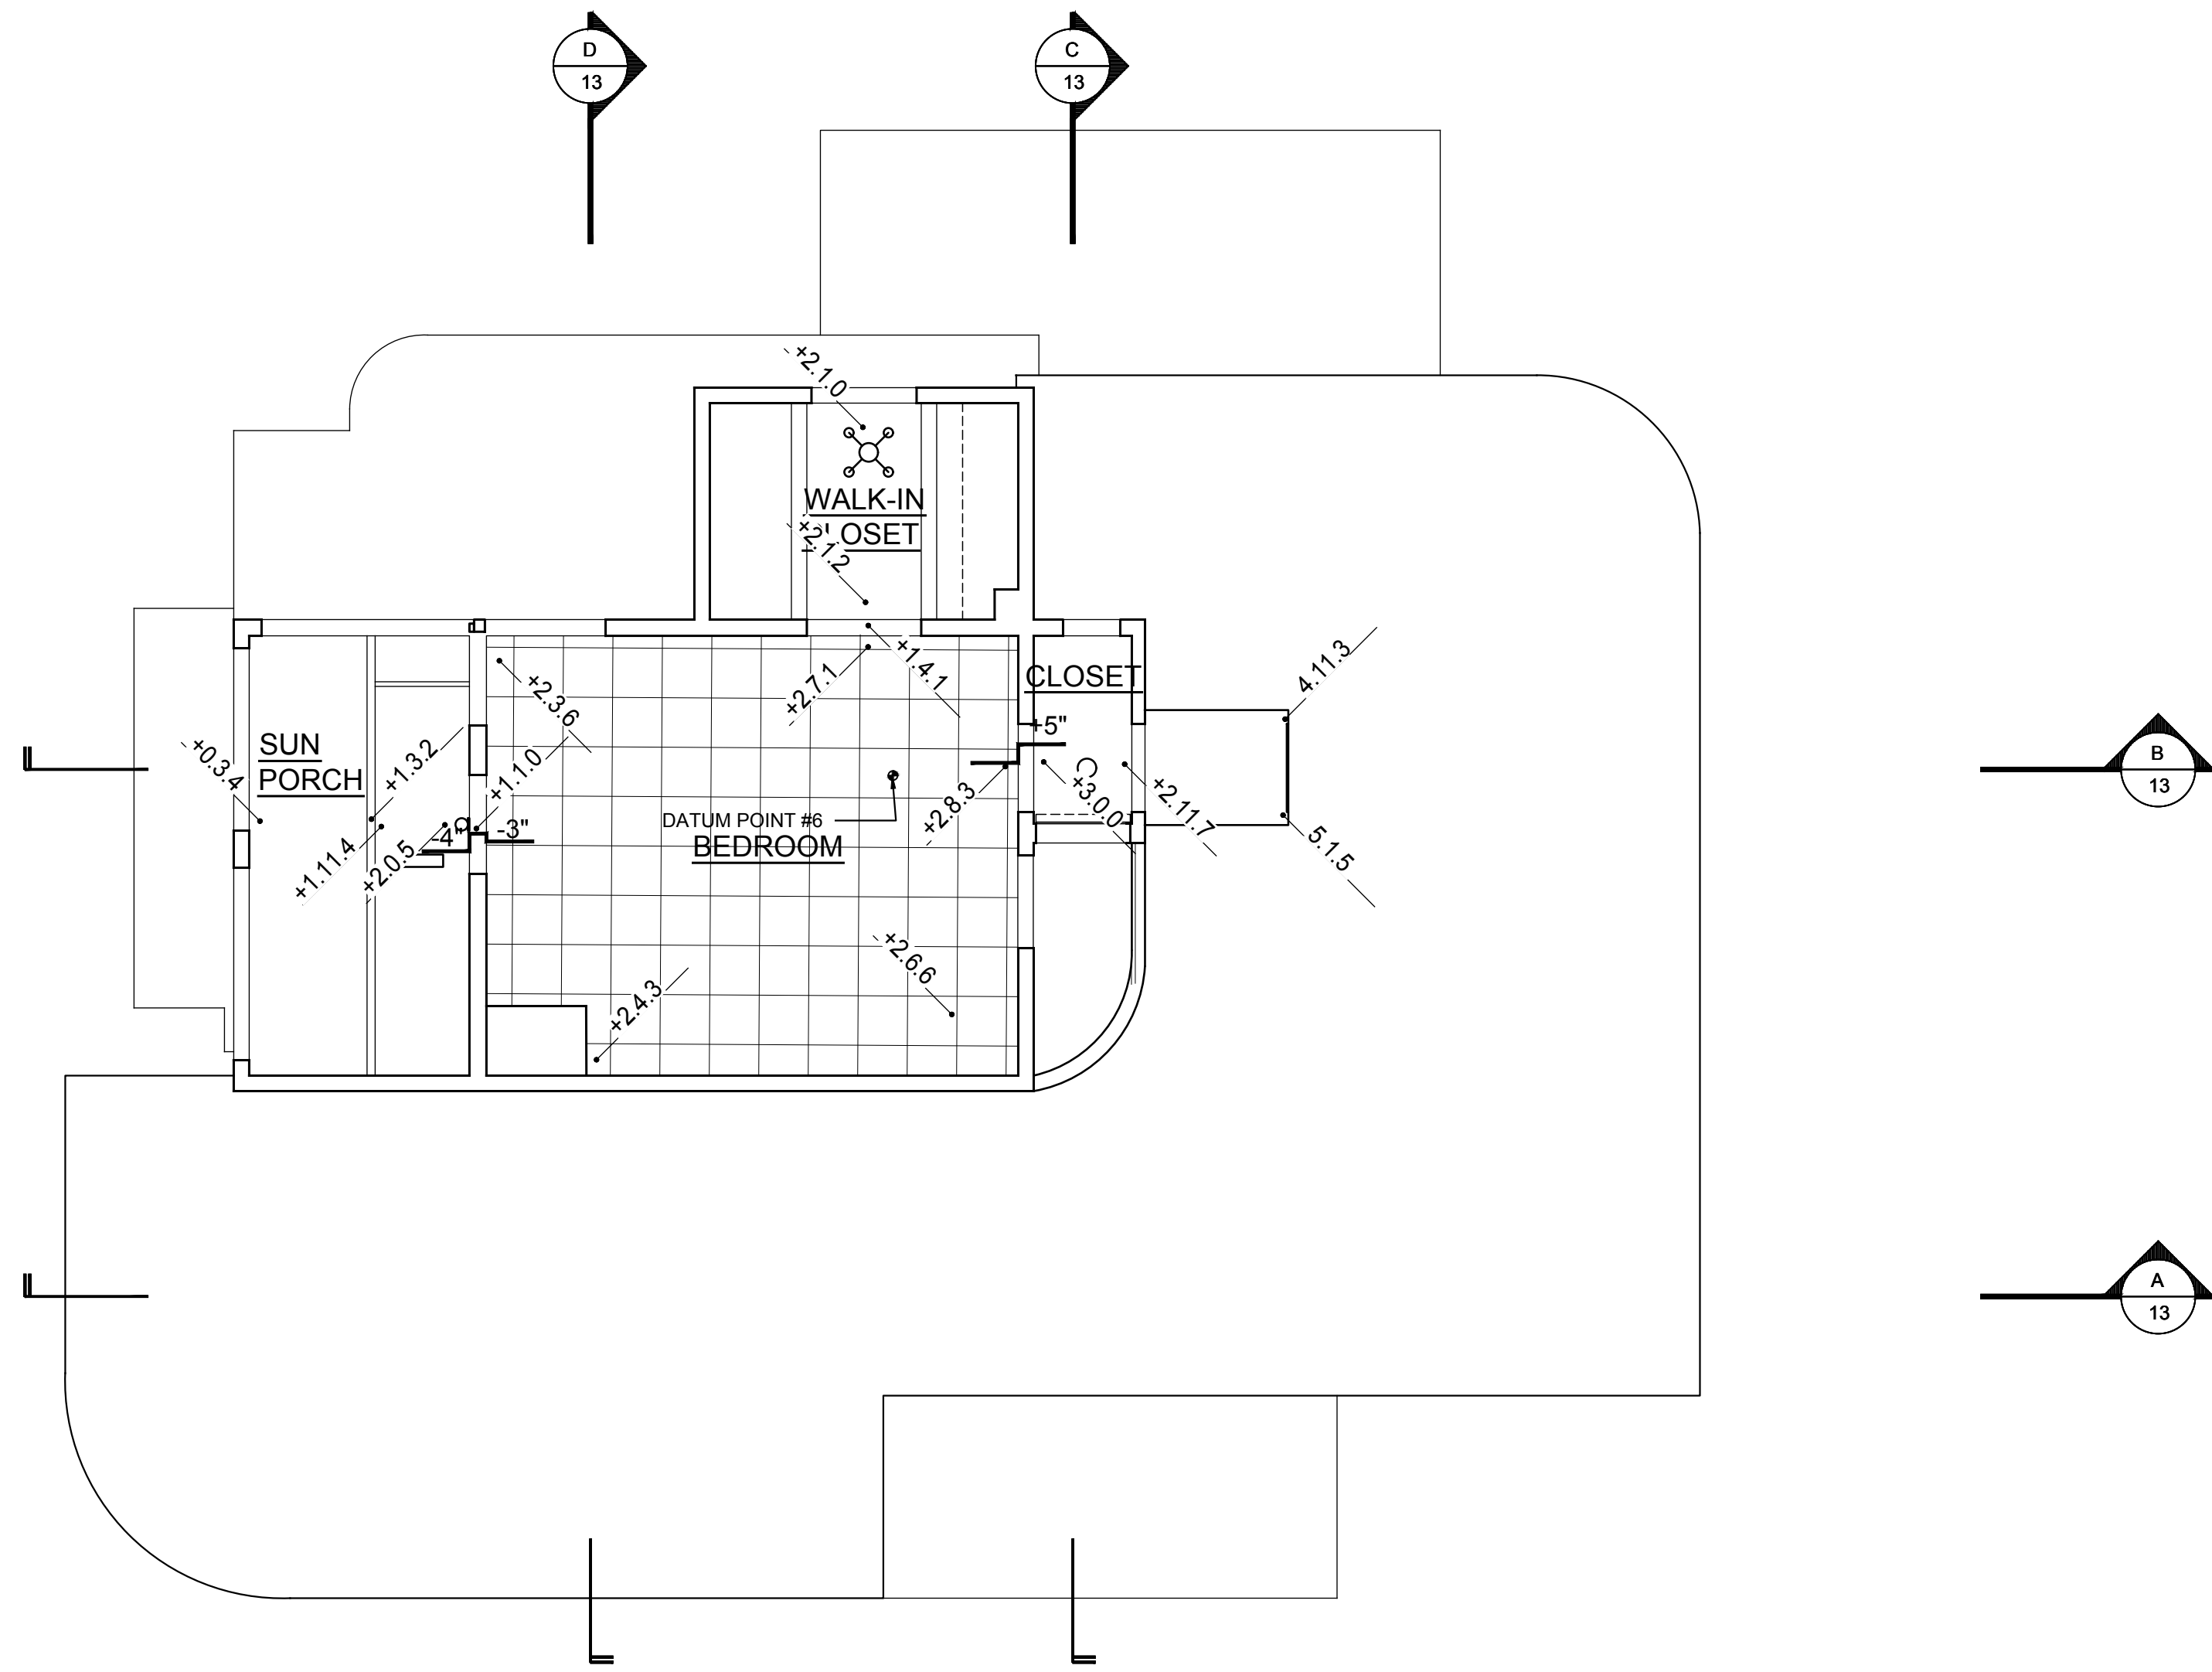 D
13
C
13
+2.1.0
WALK-IN
OSET
+2.1.2
+1.4.1
+2.7.1
+2.3.6
CLOSET
4.11.3
+5"
SUN
PORCH
+0.3.4
+1.3.2
+1.1.0
B
13
+2.8.3
+3.0.0
+2.11.7
DATUM POINT #6
BEDROOM
-4"
-3"
+1.11.4
+2.0.5
5.1.5
+2.6.6
+2.4.3
A
13